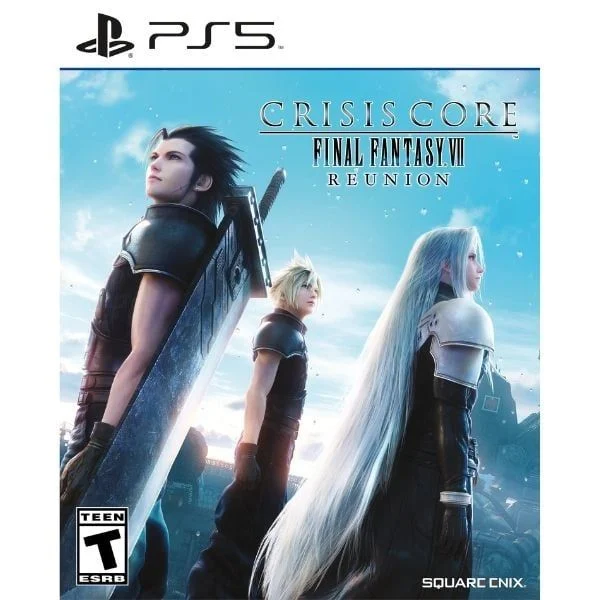 PS5
CRISIS CORE
FINAL FANTASY VII
REUNION
TEEN
T
ESRB
SQUARE ENIX